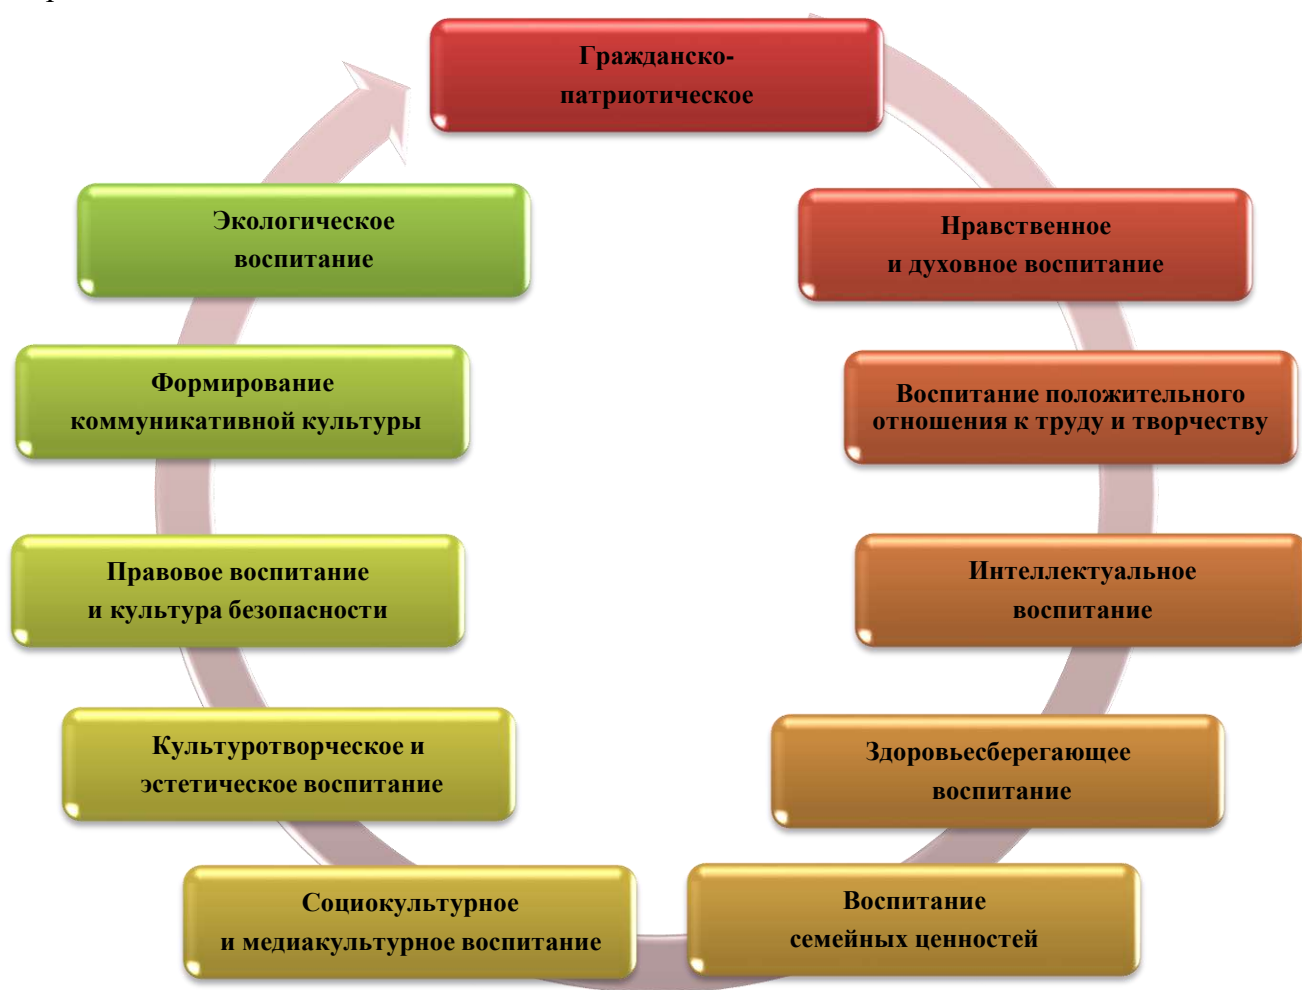 Гражданско-
патриотическое
Нравственное
и духовное воспитание
Воспитание положительного
отношения к труду и творчеству
Интеллектуальное
воспитание
Здоровьесберегающее
воспитание
Воспитание
семейных ценностей
Социокультурное
и медиакультурное воспитание
Культуротворческое и
эстетическое воспитание
Правовое воспитание
и культура безопасности
Формирование
коммуникативной культуры
Экологическое
воспитание